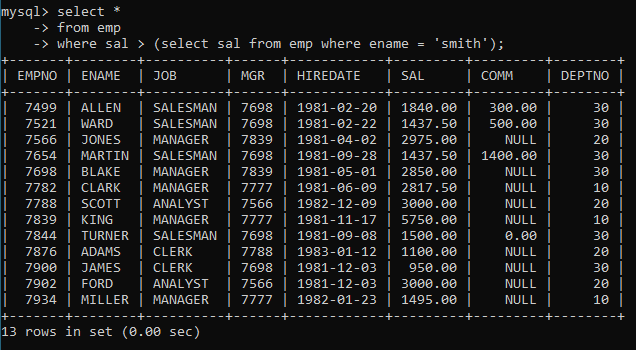 mysql> select *
    -> from emp
    -> where sal > (select sal from emp where ename = 'smith');
+-------+--------+----------+------+------------+---------+---------+--------+
| EMPNO | ENAME  | JOB      | MGR  | HIREDATE   | SAL     | COMM    | DEPTNO |
+-------+--------+----------+------+------------+---------+---------+--------+
|  7499 | ALLEN  | SALESMAN | 7698 | 1981-02-20 | 1840.00 |  300.00 |     30 |
|  7521 | WARD   | SALESMAN | 7698 | 1981-02-22 | 1437.50 |  500.00 |     30 |
|  7566 | JONES  | MANAGER  | 7839 | 1981-04-02 | 2975.00 |    NULL |     20 |
|  7654 | MARTIN | SALESMAN | 7698 | 1981-09-28 | 1437.50 | 1400.00 |     30 |
|  7698 | BLAKE  | MANAGER  | 7839 | 1981-05-01 | 2850.00 |    NULL |     30 |
|  7782 | CLARK  | MANAGER  | 7777 | 1981-06-09 | 2817.50 |    NULL |     10 |
|  7788 | SCOTT  | ANALYST  | 7566 | 1982-12-09 | 3000.00 |    NULL |     20 |
|  7839 | KING   | MANAGER  | 7777 | 1981-11-17 | 5750.00 |    NULL |     10 |
|  7844 | TURNER | SALESMAN | 7698 | 1981-09-08 | 1500.00 |    0.00 |     30 |
|  7876 | ADAMS  | CLERK    | 7788 | 1983-01-12 | 1100.00 |    NULL |     20 |
|  7900 | JAMES  | CLERK    | 7698 | 1981-12-03 |  950.00 |    NULL |     30 |
|  7902 | FORD   | ANALYST  | 7566 | 1981-12-03 | 3000.00 |    NULL |     20 |
|  7934 | MILLER | MANAGER  | 7777 | 1982-01-23 | 1495.00 |    NULL |     10 |
+-------+--------+----------+------+------------+---------+---------+--------+
13 rows in set (0.00 sec)